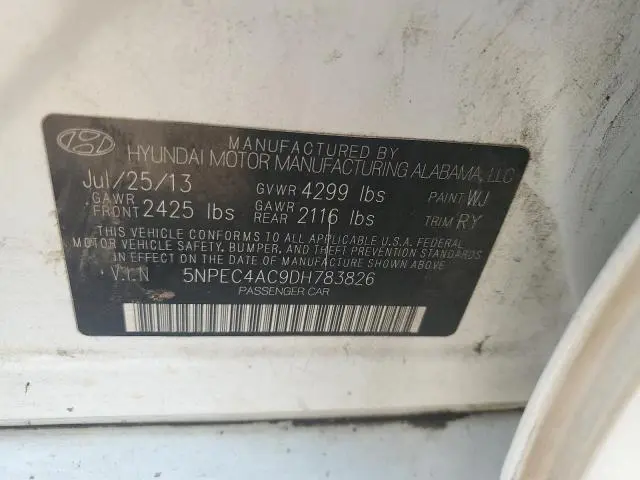 MANUFACTURED BY
HYUNDAI MOTOR MANUFACTURING ALABAMA, LLC
Jul/25/13 GVWR 4299 lbs PAINT WJ
GAWR FRONT 2425 lbs GAWR REAR 2116 lbs TRIM RY
THIS VEHICLE CONFORMS TO ALL APPLICABLE U.S.A. FEDERAL
MOTOR VEHICLE SAFETY, BUMPER, AND THEFT PREVENTION STANDARDS
IN EFFECT ON THE DATE OF MANUFACTURE SHOWN ABOVE.
V.I.N 5NPEC4AC9DH783826
PASSENGER CAR